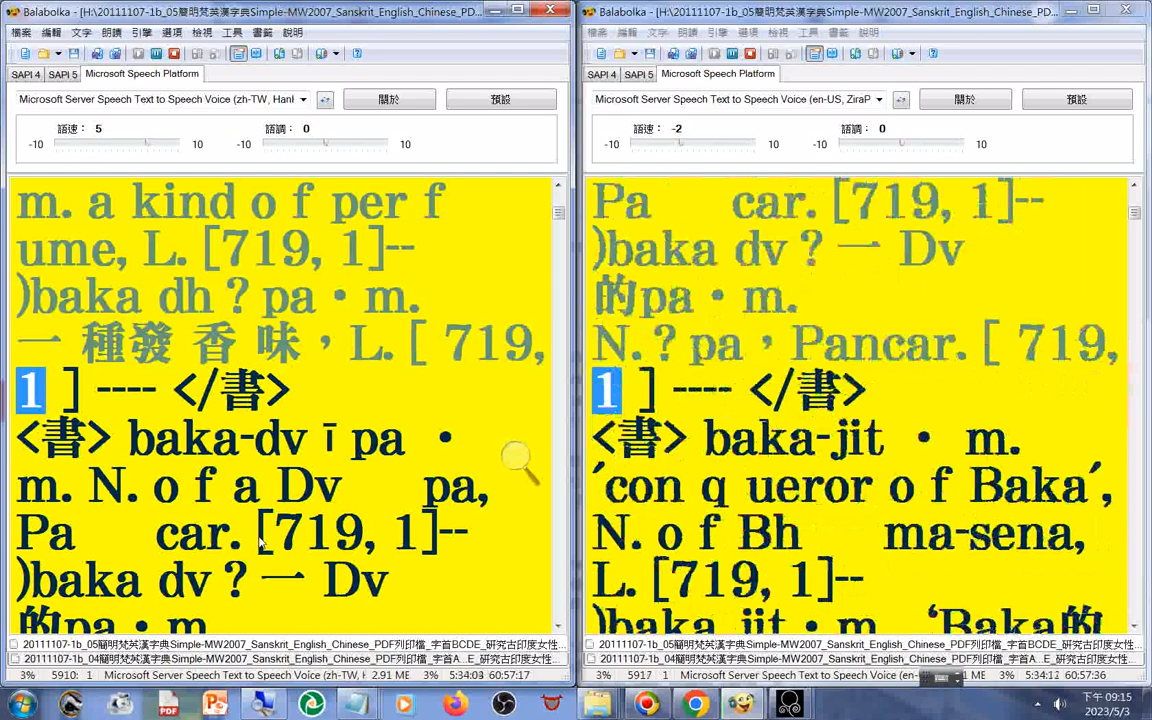 Balabolka - [H:\20111107-1b_05簡明梵英漢字典Simple-MW2007_Sanskrit_English_Chinese_PD...
檔案 編輯 文字 朗讀 引擎 選項 檢視 工具 書籤 說明
SAPI 4 SAPI 5 Microsoft Speech Platform
Microsoft Server Speech Text to Speech Voice (zh-TW, HanH
關於 預設
語速： 5 語調： 0
-10 10 -10 10
m. a kind o f per f
ume, L. [719, 1]--
)baka dh ? pa • m.
一 種發 香 味，L. [ 719,
1 ] ---- </書>
<書> baka-dv ī pa •
m. N. o f a Dv pa,
Pa car. [719, 1]--
)baka dv ? 一 Dv
的pa • m
20111107-1b_05簡明梵英漢字典Simple-MW2007_Sanskrit_English_Chinese_PDF列印檔_字首BCDE_研究古印度女性...
20111107-1b_04簡明梵英漢字典Simple-MW2007_Sanskrit_English_Chinese_PDF列印檔_字首A...E_研究古印度女性...
3% 5910: 1 Microsoft Server Speech Text to Speech Voice (zh-TW, H 2.91 ME 3% 5:34:03 60:57:17
Balabolka - [H:\20111107-1b_05簡明梵英漢字典Simple-MW2007_Sanskrit_English_Chinese_PD...
檔案 編輯 文字 朗讀 引擎 選項 檢視 工具 書籤 說明
SAPI 4 SAPI 5 Microsoft Speech Platform
Microsoft Server Speech Text to Speech Voice (en-US, ZiraP
關於 預設
語速： -2 語調： 0
-10 10 -10 10
Pa car. [719, 1]--
)baka dv ? 一 Dv
的pa • m.
N. ? pa，Pancar. [ 719,
1 ] ---- </書>
<書> baka-jit • m.
´con q ueror o f Baka´,
N. o f Bh ma-sena,
L. [719, 1]--
)baka jit • m. ‘Baka的
20111107-1b_05簡明梵英漢字典Simple-MW2007_Sanskrit_English_Chinese_PDF列印檔_字首BCDE_研究古印度女性...
20111107-1b_04簡明梵英漢字典Simple-MW2007_Sanskrit_English_Chinese_PDF列印檔_字首A...E_研究古印度女性...
3% 5917 1 Microsoft Server Speech Text to Speech Voice (en-US, 3% 5:34:12 60:57:36
PDF
下午 09:15
2023/5/3